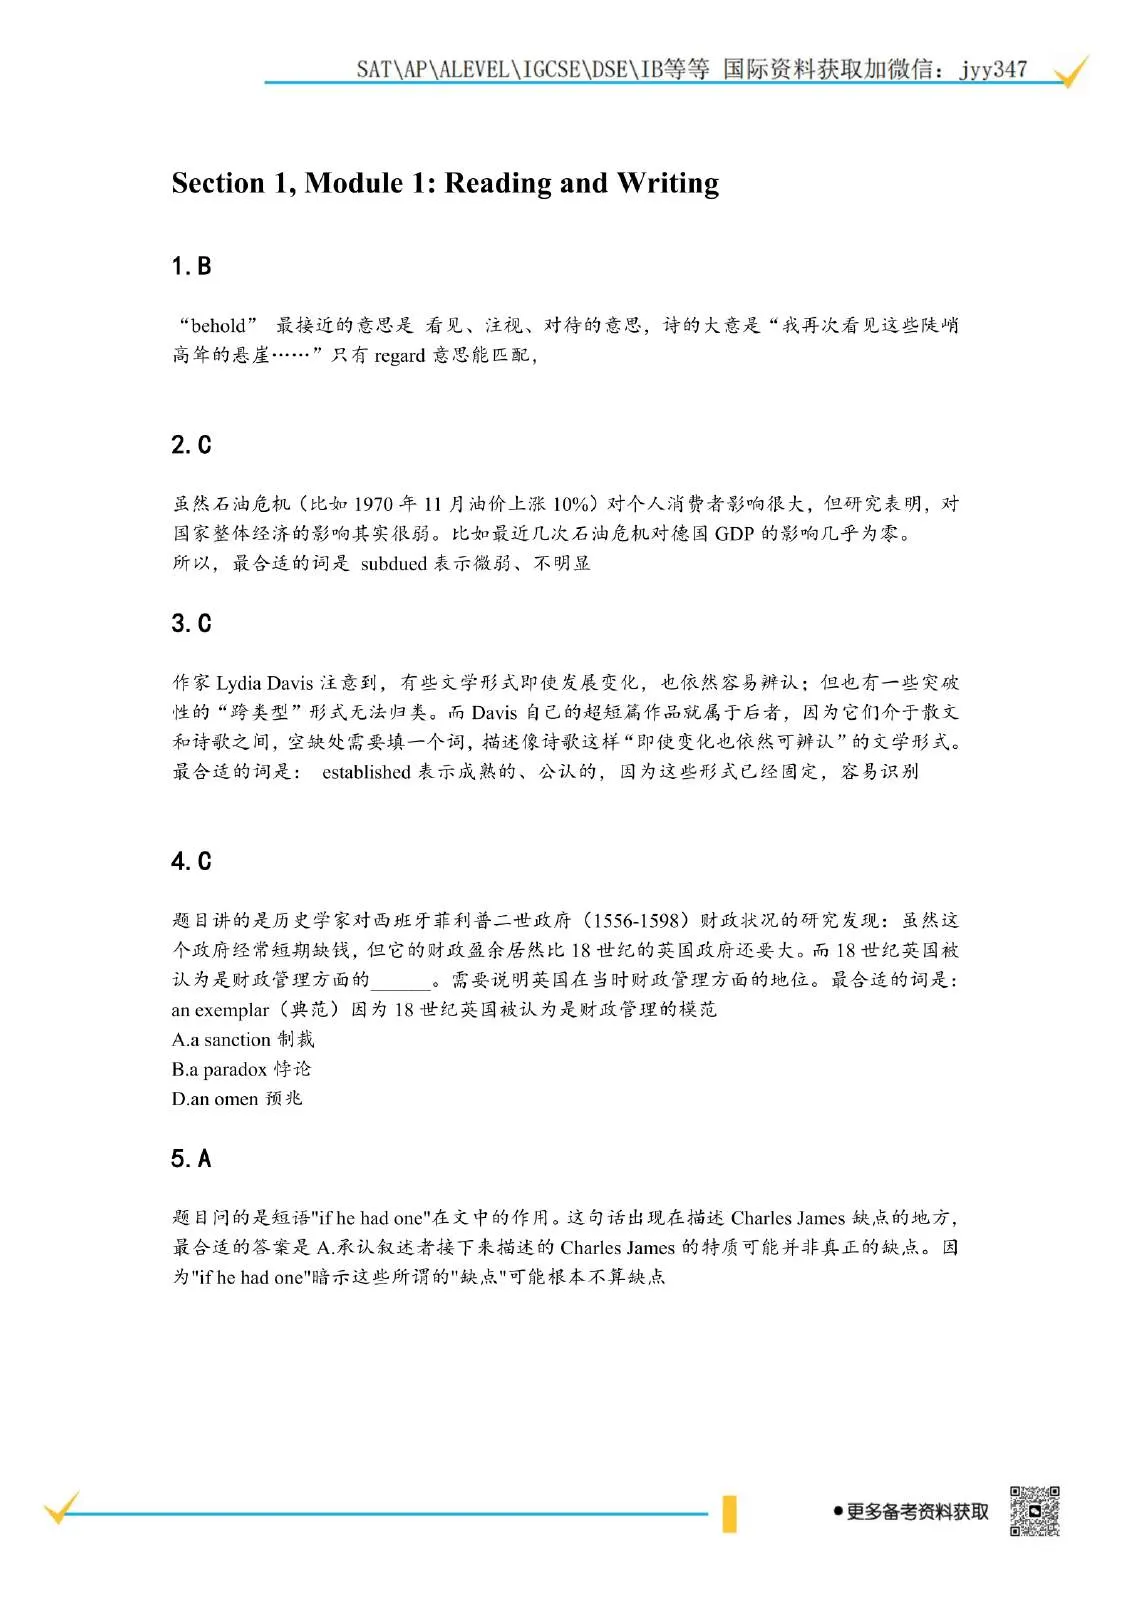 SAT\AP\ALEVEL\IGCSE\DSE\IB等等 国际资料获取加微信：jyy347
Section 1, Module 1: Reading and Writing
1. B
“behold” 最接近的意思是 看见、注视、对待的意思，诗的大意是“我再次看见这些陡峭
高耸的悬崖……”只有 regard 意思能匹配，
2. C
虽然石油危机（比如 1970 年 11 月油价上涨 10%）对个人消费者影响很大，但研究表明，对
国家整体经济的影响其实很弱。比如最近几次石油危机对德国 GDP 的影响几乎为零。
所以，最合适的词是 subdued 表示微弱、不明显
3. C
作家 Lydia Davis 注意到，有些文学形式即使发展变化，也依然容易辨认；但也有一些突破
性的“跨类型”形式无法归类。而 Davis 自己的超短篇作品就属于后者，因为它们介于散文
和诗歌之间，空缺处需要填一个词，描述像诗歌这样“即使变化也依然可辨认”的文学形式。
最合适的词是： established 表示成熟的、公认的，因为这些形式已经固定，容易识别
4. C
题目讲的是历史学家对西班牙菲利普二世政府（1556-1598）财政状况的研究发现：虽然这
个政府经常短期缺钱，但它的财政盈余居然比 18 世纪的英国政府还要大。而 18 世纪英国被
认为是财政管理方面的______。需要说明英国在当时财政管理方面的地位。最合适的词是：
an exemplar（典范）因为 18 世纪英国被认为是财政管理的模范
A.a sanction 制裁
B.a paradox 悖论
D.an omen 预兆
5. A
题目问的是短语"if he had one"在文中的作用。这句话出现在描述 Charles James 缺点的地方，
最合适的答案是 A.承认叙述者接下来描述的 Charles James 的特质可能并非真正的缺点。因
为"if he had one"暗示这些所谓的"缺点"可能根本不算缺点
●更多备考资料获取